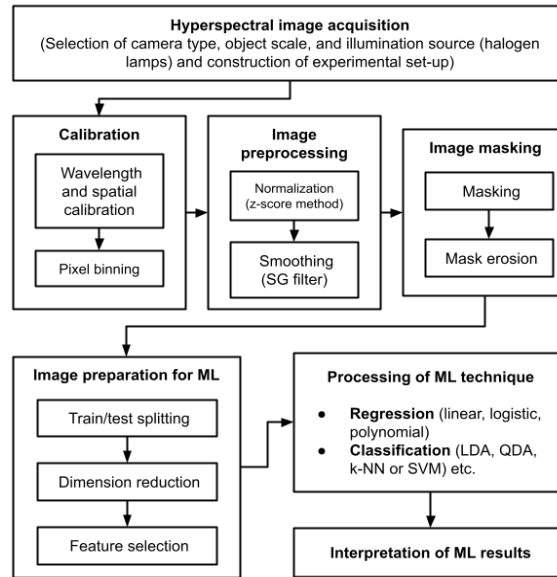 Hyperspectral image acquisition
(Selection of camera type, object scale, and illumination source (halogen
lamps) and construction of experimental set-up)
Calibration
Wavelength
and spatial
calibration
Pixel binning
Image
preprocessing
Normalization
(z-score method)
Smoothing
(SG filter)
Image masking
Masking
Mask erosion
Image preparation for ML
Train/test splitting
Dimension reduction
Feature selection
Processing of ML technique
● Regression (linear, logistic,
polynomial)
● Classification (LDA, QDA,
k-NN or SVM) etc.
Interpretation of ML results